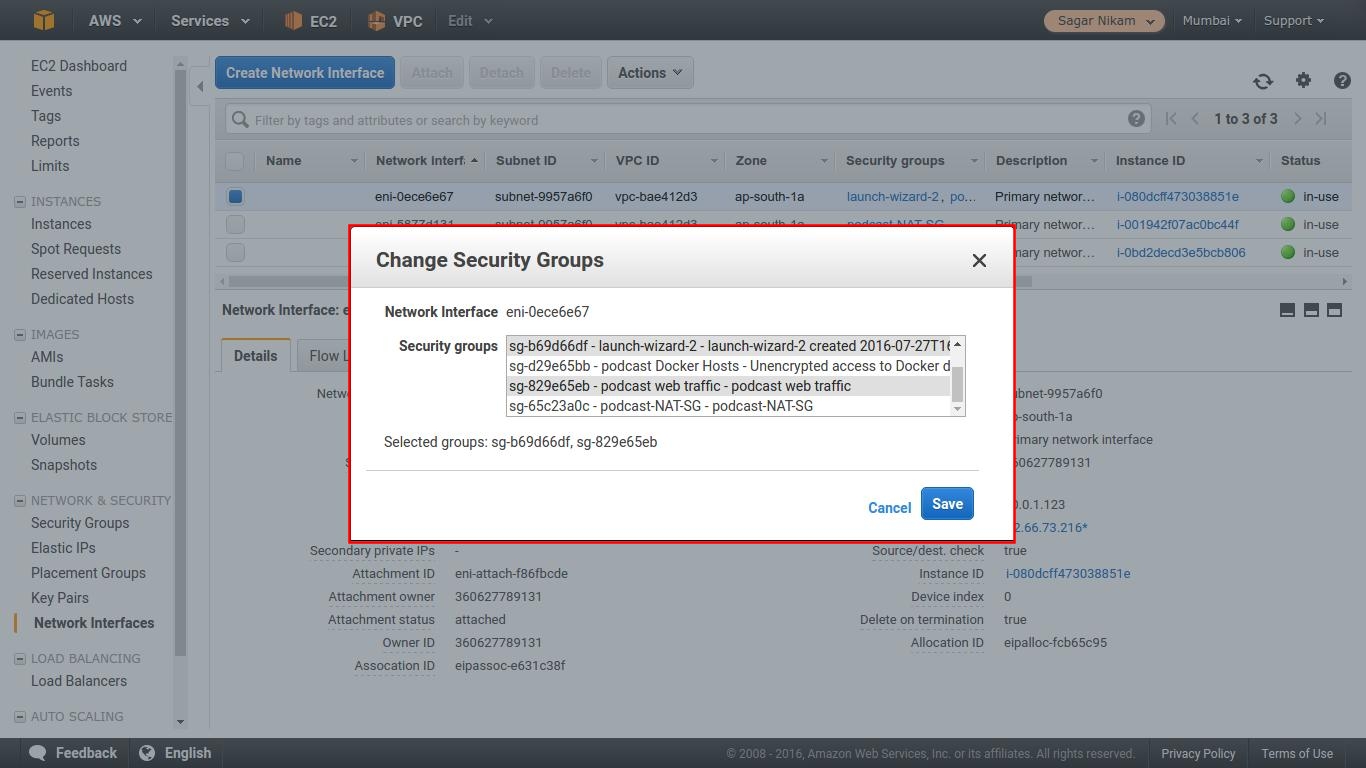 AWS Services EC2 VPC Edit Sagar Nikam Mumbai Support
EC2 Dashboard
Events
Tags
Reports
Limits
INSTANCES
Instances
Spot Requests
Reserved Instances
Dedicated Hosts
IMAGES
AMIs
Bundle Tasks
ELASTIC BLOCK STORE
Volumes
Snapshots
NETWORK & SECURITY
Security Groups
Elastic IPs
Placement Groups
Key Pairs
Network Interfaces
LOAD BALANCING
Load Balancers
AUTO SCALING
Create Network Interface Attach Detach Delete Actions
Filter by tags and attributes or search by keyword 1 to 3 of 3
Name Network interf Subnet ID VPC ID Zone Security groups Description Instance ID Status
eni-0ece6e67 subnet-9957a6f0 vpc-bae412d3 ap-south-1a launch-wizard-2, po... Primary networ... i-080dcff473038851e in-use
eni-5877d131 subnet-9957a6f0 vpc-bae412d3 ap-south-1a podcast-NAT-SG Primary networ... i-001942f07ac0bc44f in-use
Primary networ... i-0bd2decd3e5bcb806 in-use
Change Security Groups
Network Interface eni-0ece6e67
Security groups
sg-b69d66df - launch-wizard-2 - launch-wizard-2 created 2016-07-27T16
sg-d29e65bb - podcast Docker Hosts - Unencrypted access to Docker d
sg-829e65eb - podcast web traffic - podcast web traffic
sg-65c23a0c - podcast-NAT-SG - podcast-NAT-SG
Selected groups: sg-b69d66df, sg-829e65eb
Cancel Save
Network Interface: e
Details Flow L
Netwo ubnet-9957a6f0
p-south-1a
rimary network interface
S 60627789131
0.0.1.123
2.66.73.216*
Secondary private IPs - Source/dest. check true
Attachment ID eni-attach-f86fbcde Instance ID i-080dcff473038851e
Attachment owner 360627789131 Device index 0
Attachment status attached Delete on termination true
Owner ID 360627789131 Allocation ID eipalloc-fcb65c95
Assocation ID eipassoc-e631c38f
Feedback English © 2008 - 2016, Amazon Web Services, Inc. or its affiliates. All rights reserved. Privacy Policy Terms of Use